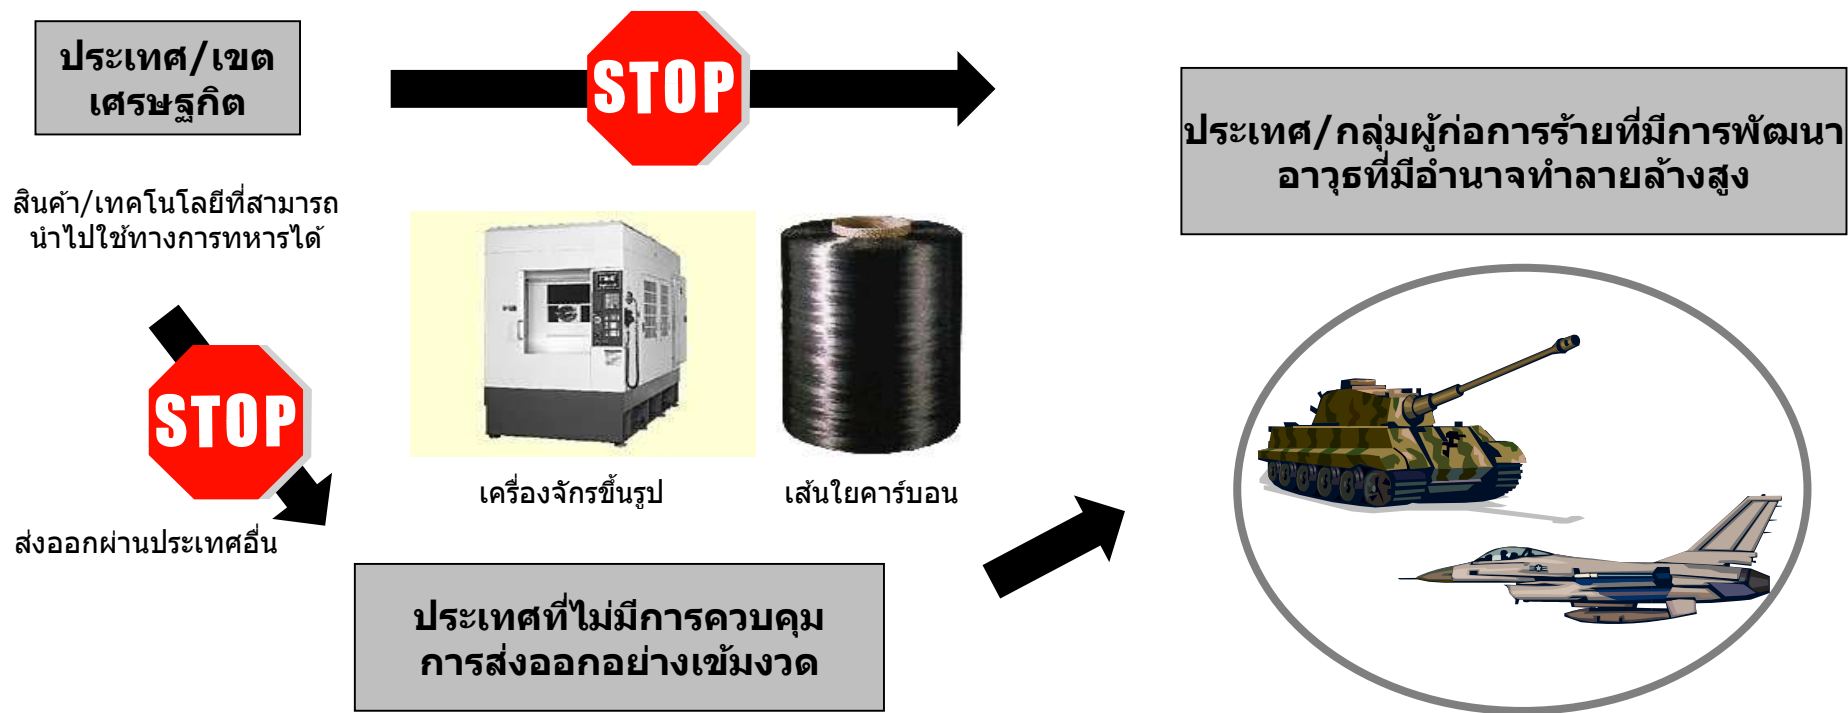 ประเทศ/เขต
เศรษฐกิต
STOP
ประเทศ/กลุ่มผู้ก่อการร้ายที่มีการพัฒนา
อาวุธที่มีอำนาจทำลายล้างสูง
สินค้า/เทคโนโลยีที่สามารถ
นำไปใช้ทางการทหารได้
STOP
เครื่องจักรขึ้นรูป
เส้นใยคาร์บอน
ส่งออกผ่านประเทศอื่น
ประเทศที่ไม่มีการควบคุม
การส่งออกอย่างเข้มงวด